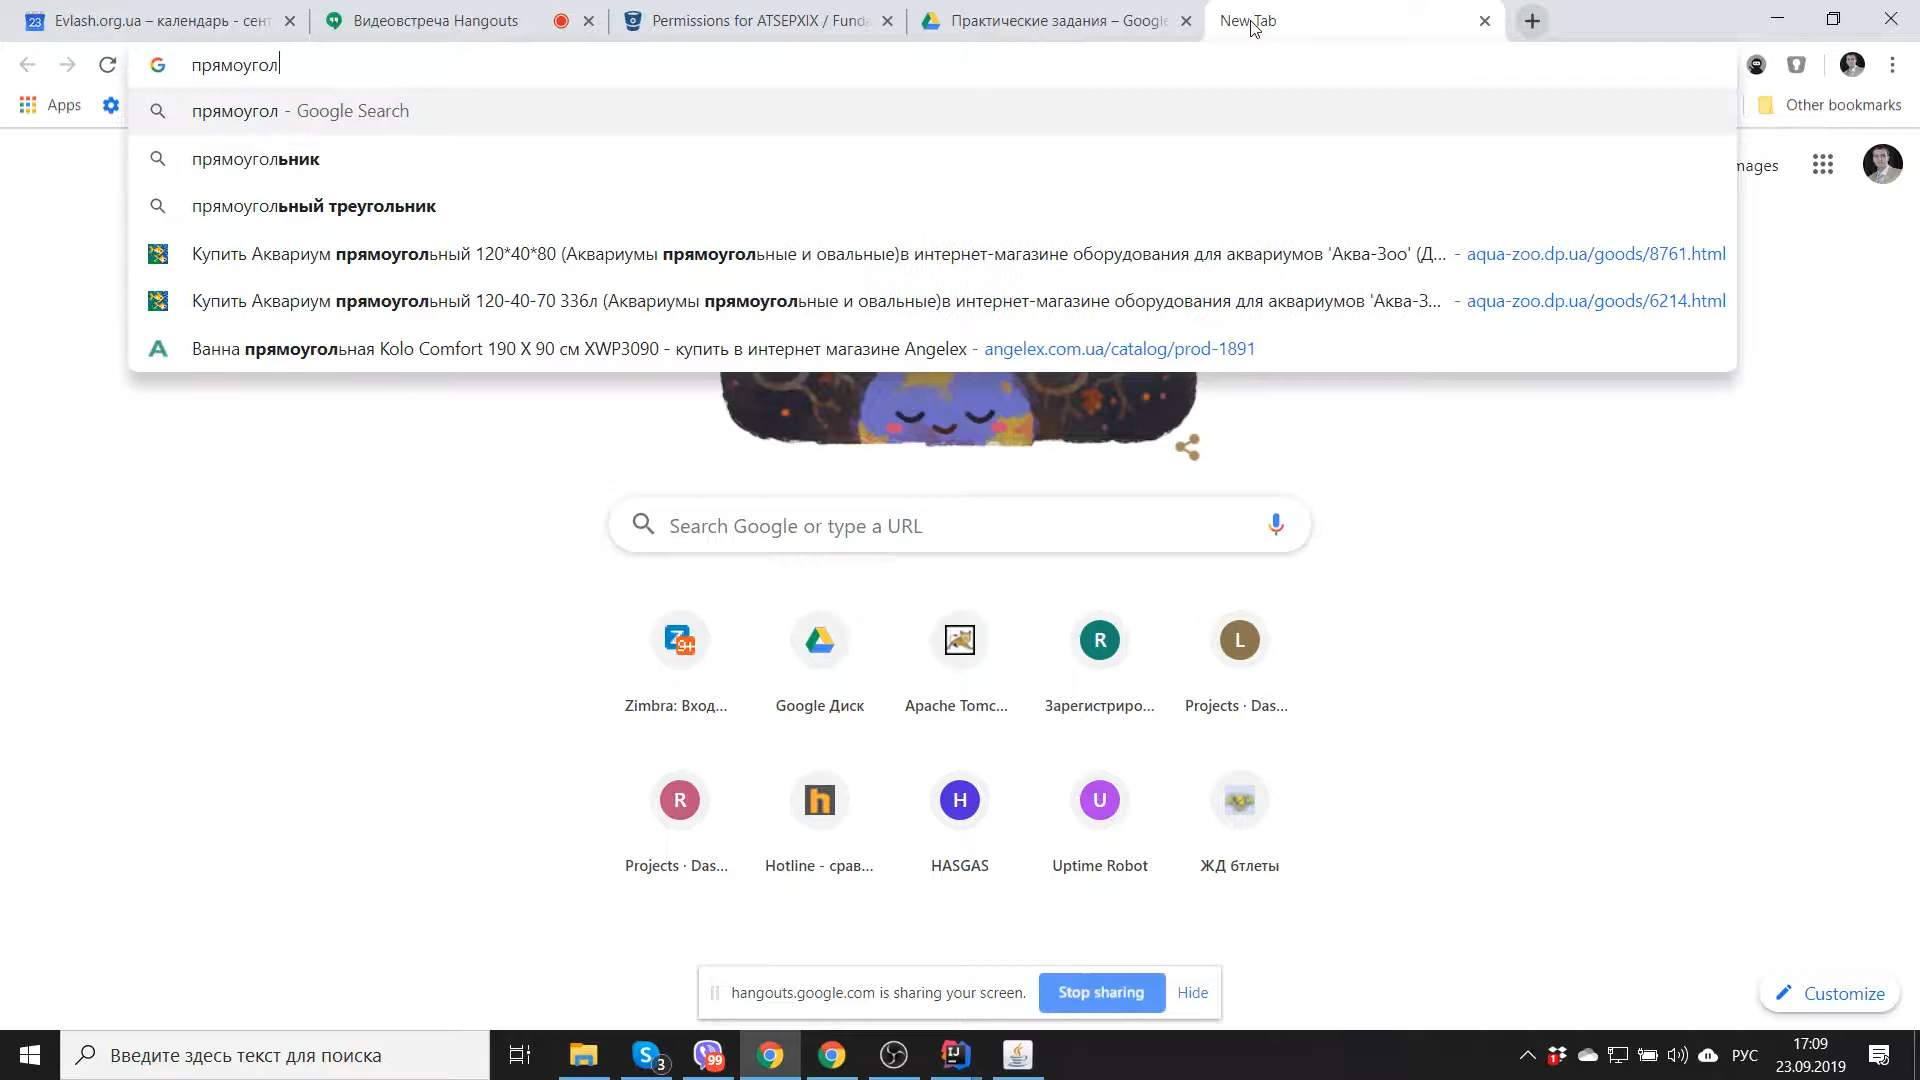 23 Evlash.org.ua – календарь - сент
Видеовстреча Hangouts
Permissions for ATSEPXIX / Funda
Практические задания – Google
New Tab
прямоугол
Apps
Other bookmarks
прямоугол - Google Search
прямоугольник
прямоугольный треугольник
Купить Аквариум прямоугольный 120*40*80 (Аквариумы прямоугольные и овальные)в интернет-магазине оборудования для аквариумов 'Аква-Зоо' (Д... - aqua-zoo.dp.ua/goods/8761.html
Купить Аквариум прямоугольный 120-40-70 336л (Аквариумы прямоугольные и овальные)в интернет-магазине оборудования для аквариумов 'Аква-З... - aqua-zoo.dp.ua/goods/6214.html
Ванна прямоугольная Kolo Comfort 190 X 90 см XWP3090 - купить в интернет магазине Angelex - angelex.com.ua/catalog/prod-1891
mages
Search Google or type a URL
Z 9+
R
L
Zimbra: Вход...
Google Диск
Apache Tomc...
Зарегистриро...
Projects · Das...
R
h
H
U
Projects · Das...
Hotline - срав...
HASGAS
Uptime Robot
ЖД бтлеты
hangouts.google.com is sharing your screen.
Stop sharing
Hide
Customize
Введите здесь текст для поиска
S 3
99
IJ
1
РУС
17:09
23.09.2019